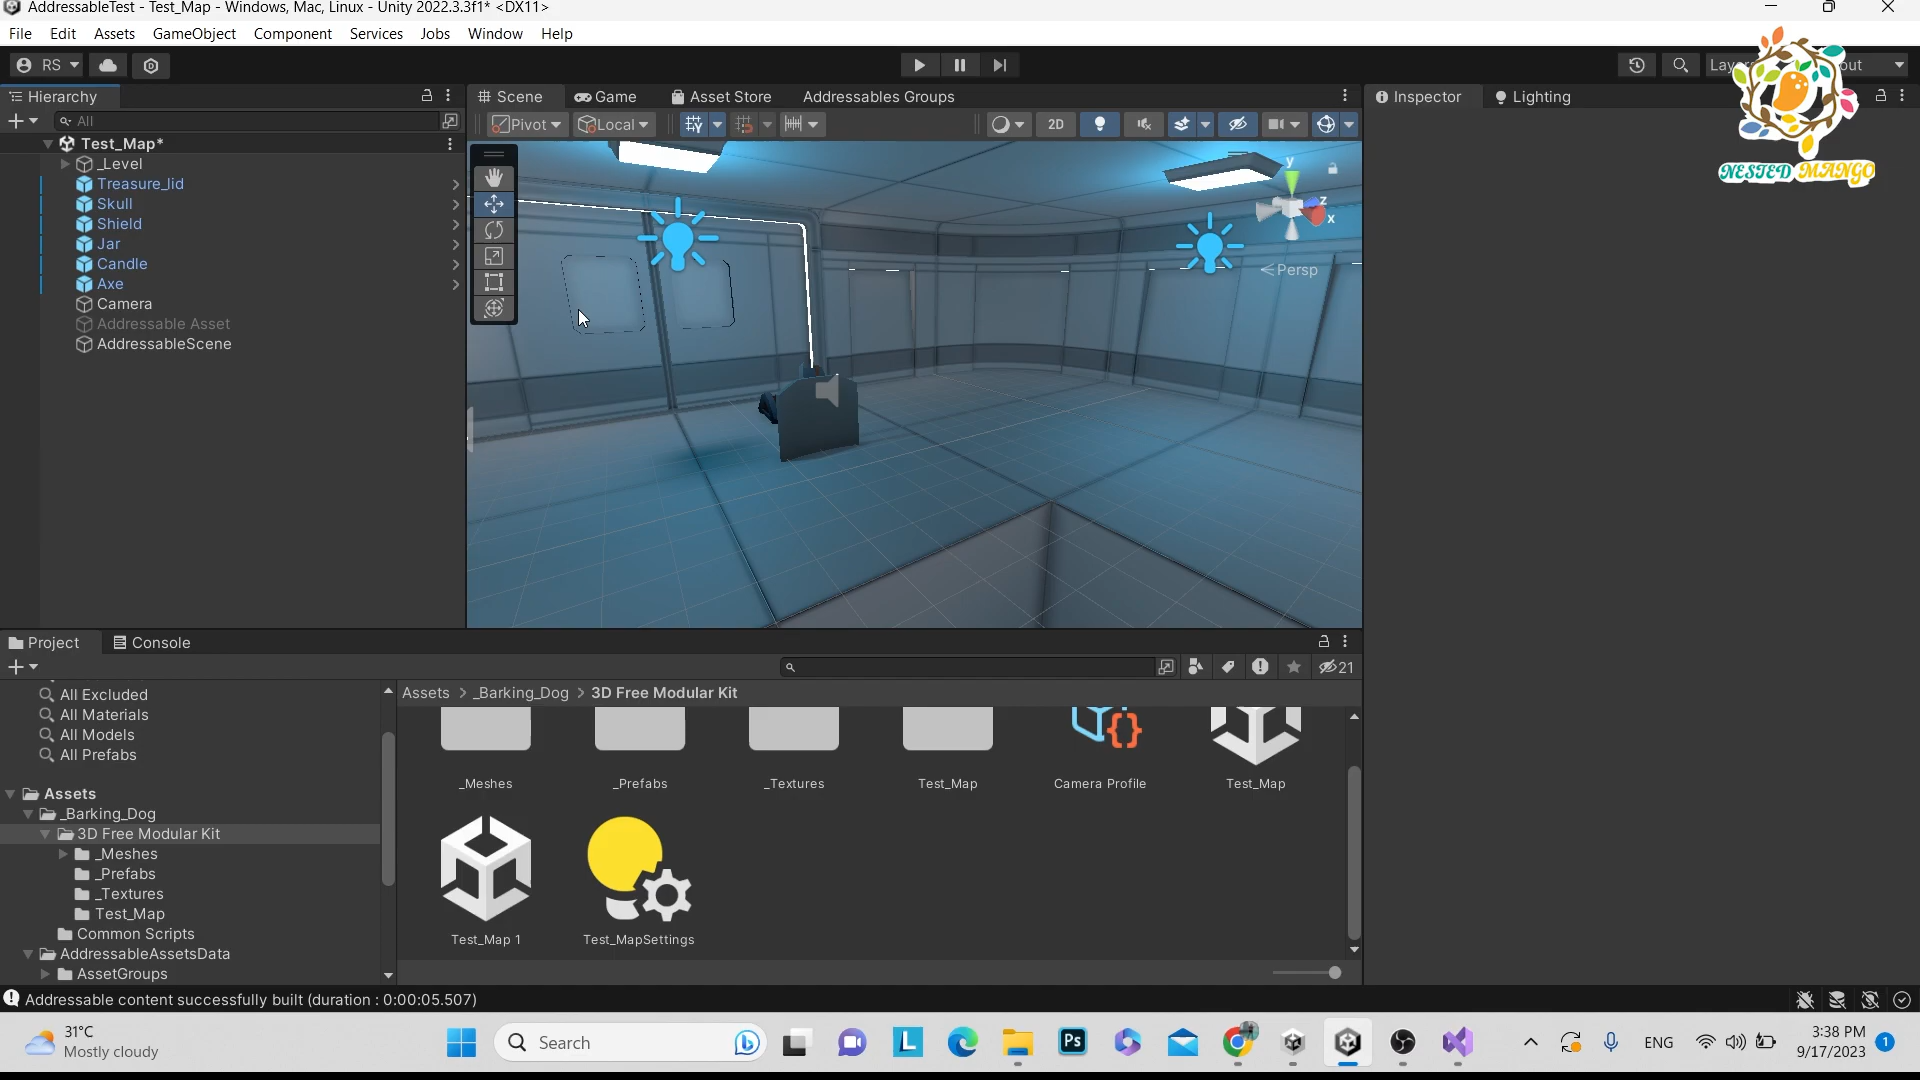 AddressableTest - Test_Map - Windows, Mac, Linux - Unity 2022.3.3f1* <DX11>
File Edit Assets GameObject Component Services Jobs Window Help
RS
Hierarchy
All
Test_Map*
_Level
Treasure_lid
Skull
Shield
Jar
Candle
Axe
Camera
Addressable Asset
AddressableScene
Scene Game Asset Store Addressables Groups
Pivot Local
2D
y
z
x
Persp
Inspector Lighting
NESTED MANGO
Project Console
21
All Excluded
All Materials
All Models
All Prefabs
Assets
_Barking_Dog
3D Free Modular Kit
_Meshes
_Prefabs
_Textures
Test_Map
Common Scripts
AddressableAssetsData
AssetGroups
Assets > _Barking_Dog > 3D Free Modular Kit
_Meshes
_Prefabs
_Textures
Test_Map
Camera Profile
Test_Map
Test_Map 1
Test_MapSettings
Addressable content successfully built (duration : 0:00:05.507)
31°C
Mostly cloudy
Search
L
Ps
ENG
3:38 PM
9/17/2023
1